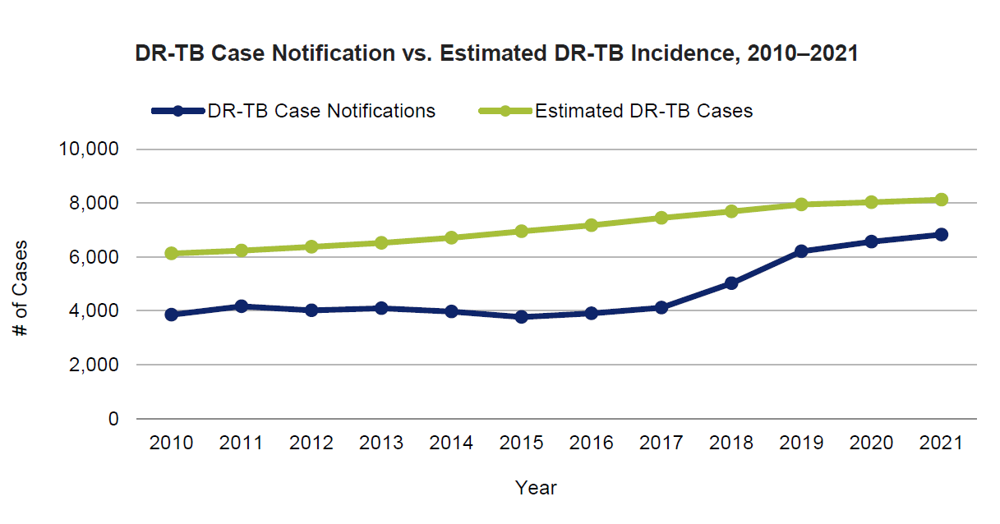 DR-TB Case Notification vs. Estimated DR-TB Incidence, 2010–2021
DR-TB Case Notifications
Estimated DR-TB Cases
10,000
8,000
6,000
4,000
2,000
0
# of Cases
2010 2011 2012 2013 2014 2015 2016 2017 2018 2019 2020 2021
Year